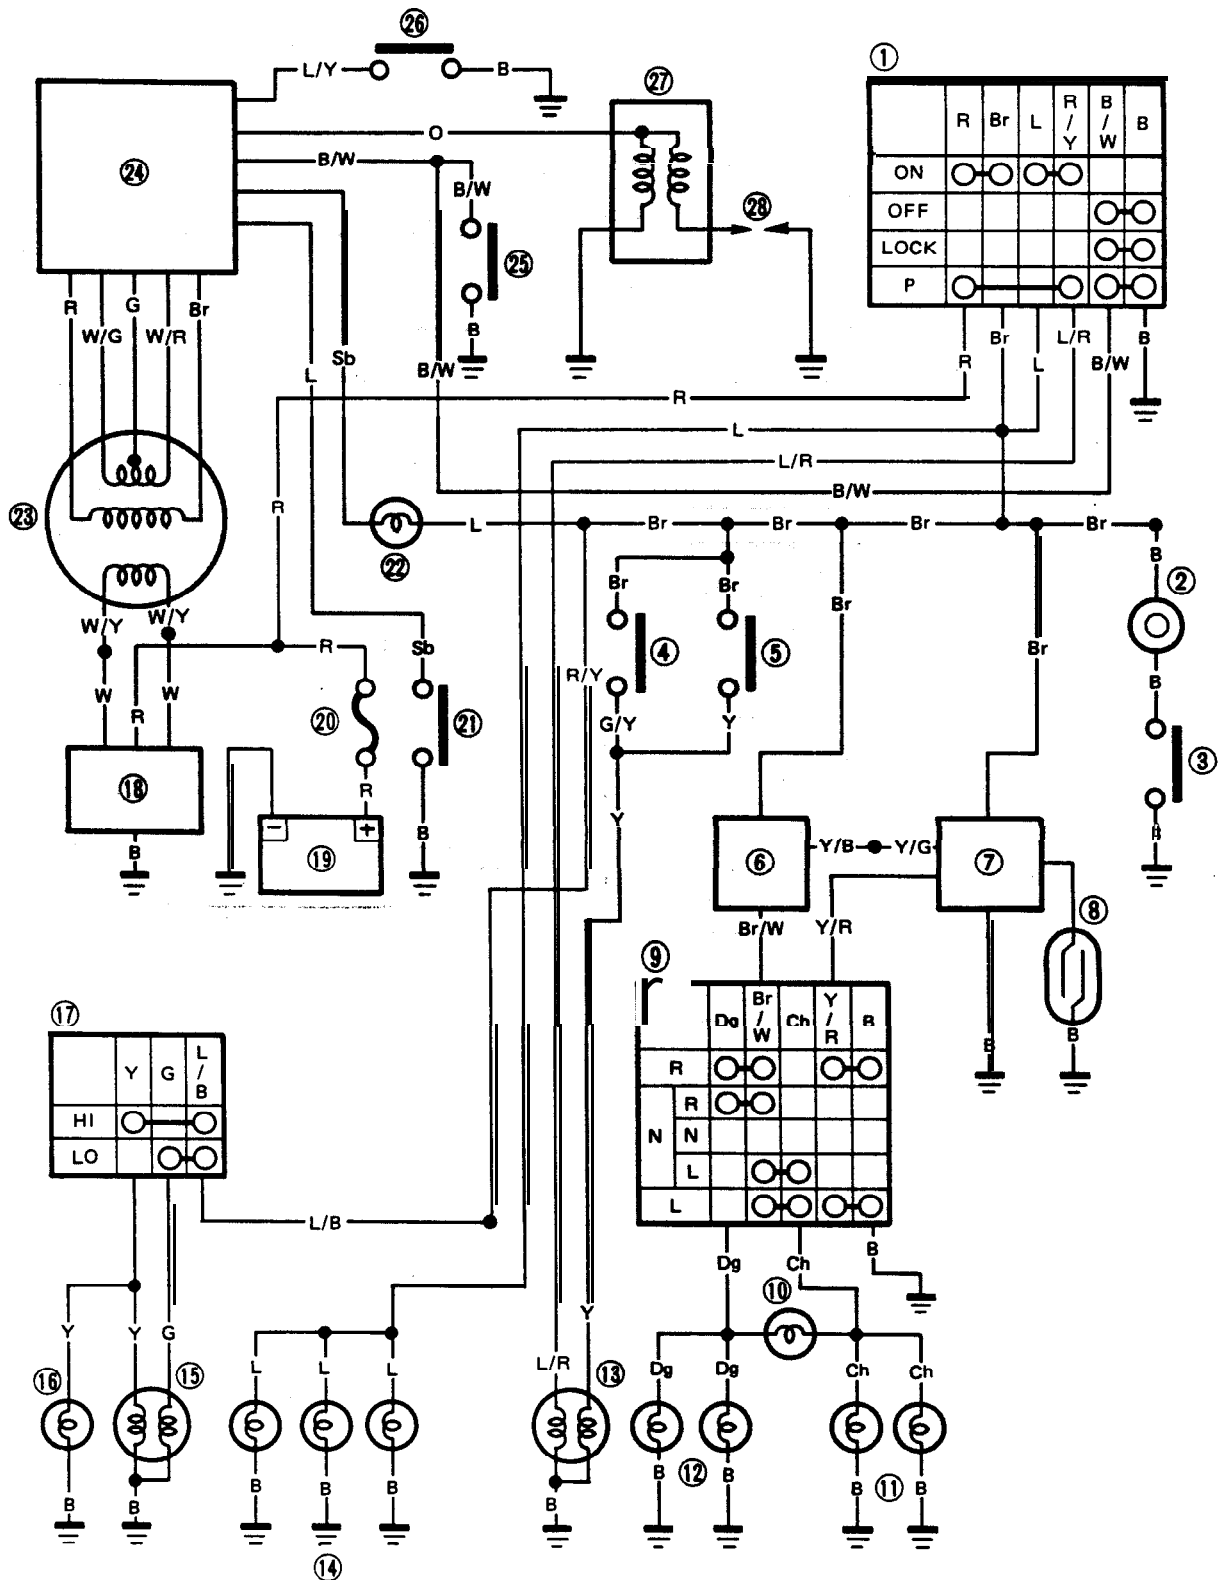 26
L/Y B
27
O
24
B/W
B/W
28
25
B
1
R Br L R/Y B/W B
ON
OFF
LOCK
P
R Br L L/R B/W B
R W/G G W/R Br
Sb
L
B/W
R
L
L/R
B/W
23
R
22
L Br Br Br Br
B
2
B
3
B
Br Br
4 5
G/Y Y
Y
R/Y
Br
Br
W/Y W/Y
W R W
R
20
R
Sb
21
B
18
B
19
− +
6
Y/B Y/G
7
8
Br/W Y/R
B
B
9
Dg Br/W Ch Y/R B
R
N
R
N
L
L
Dg Ch B
10
17
Y G L/B
HI
LO
L/B
Y Y G
16 15
B B
L L L
B B B
14
L/R Y
13
B
Dg Dg
B 12 B
Ch Ch
B 11 B